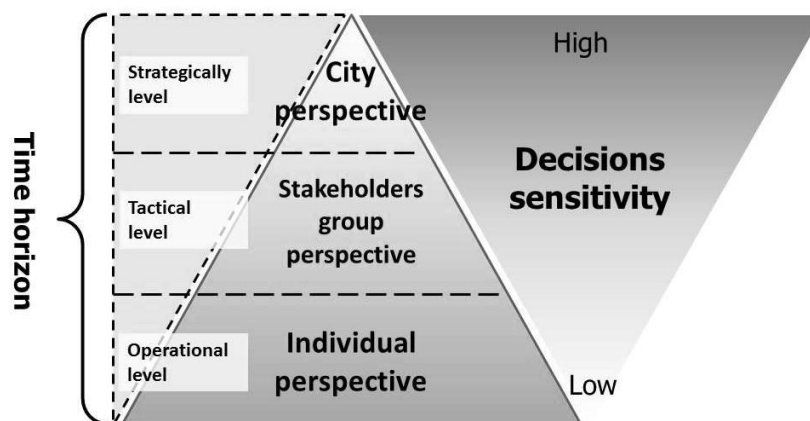 Time horizon
Strategically
level
Tactical
level
Operational
level
City
perspective
Stakeholders
group
perspective
Individual
perspective
High
Decisions
sensitivity
Low